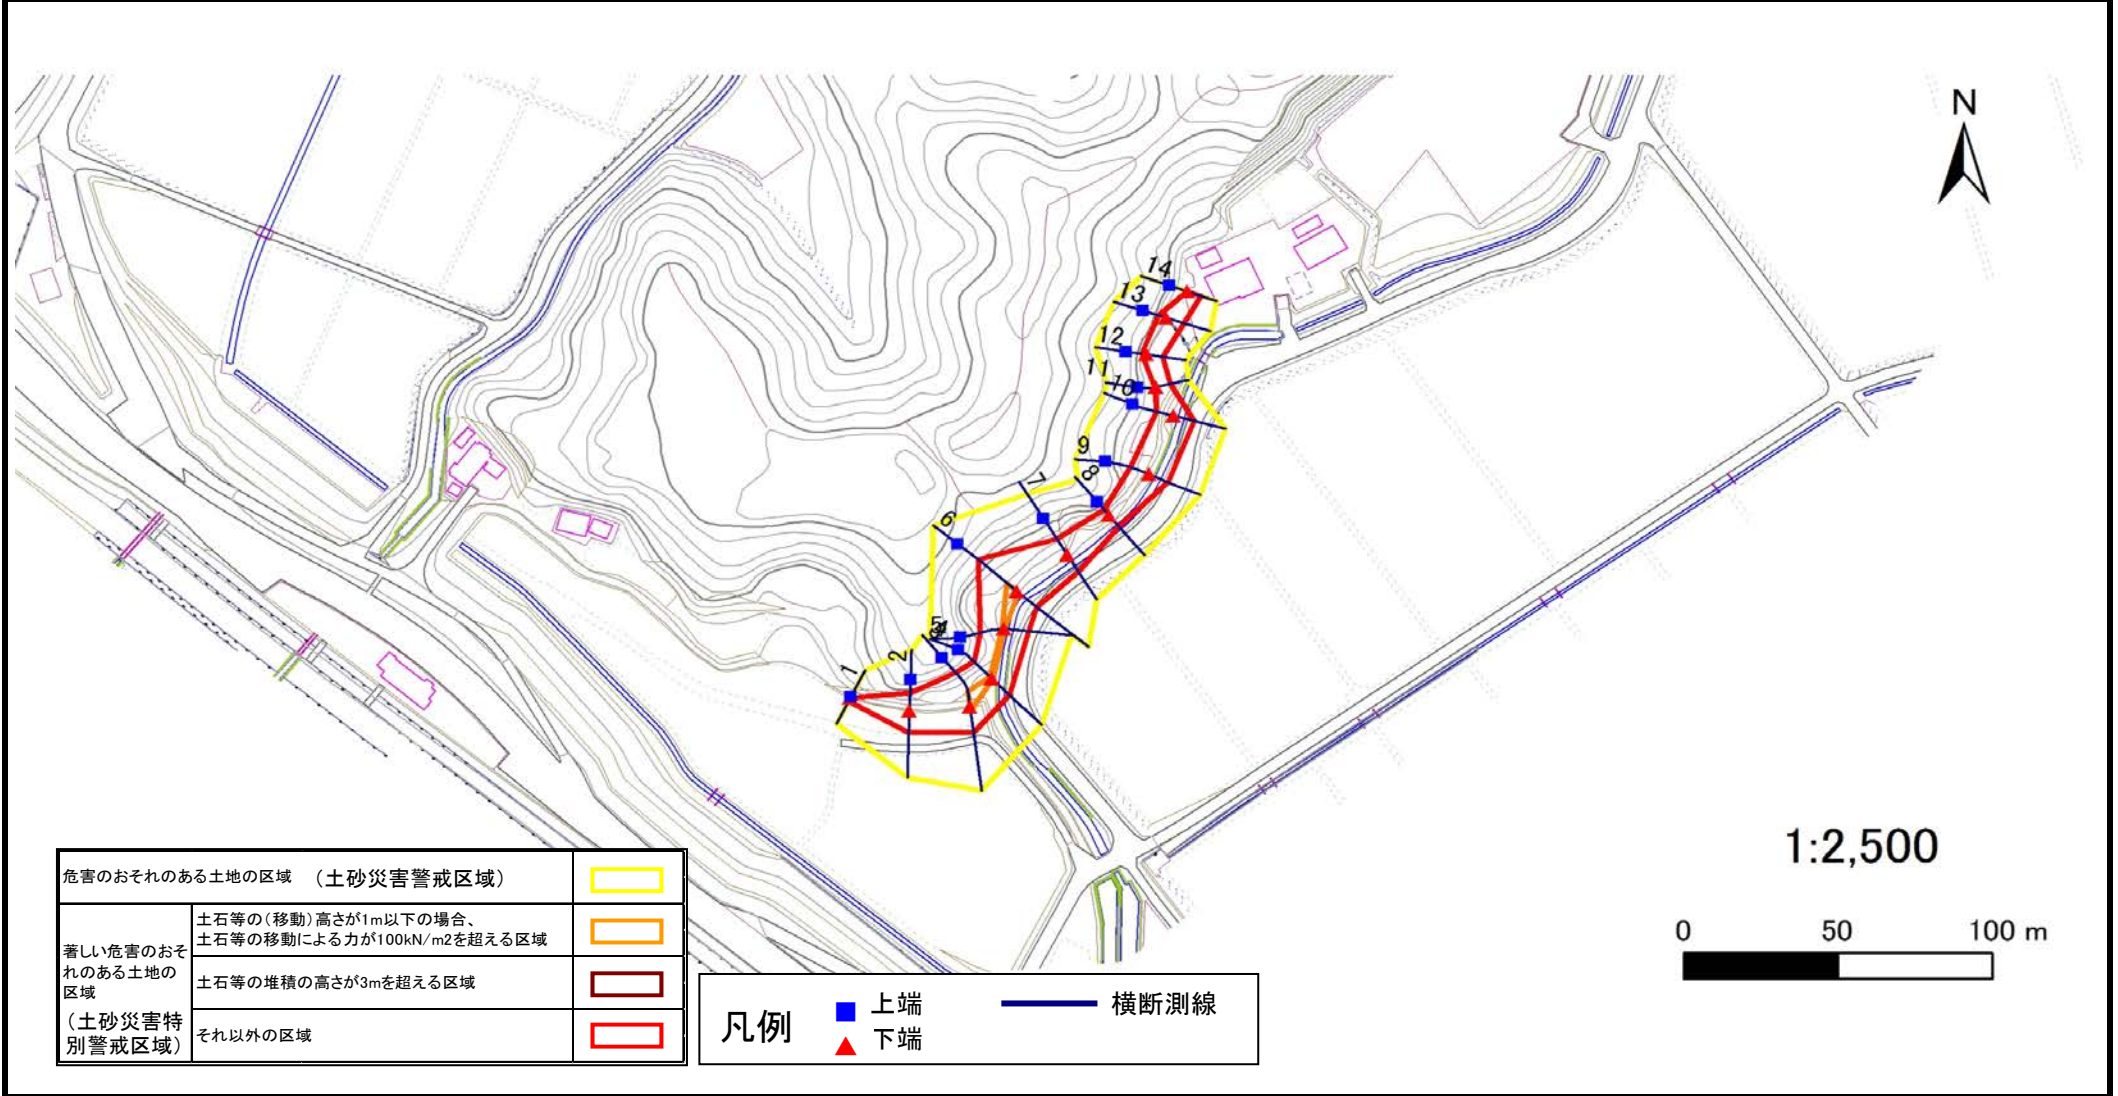 N
14
13
12
11
10
9
8
7
6
5
4
2
1
1:2,500
0 50 100 m
危害のおそれのある土地の区域 （土砂災害警戒区域）
著しい危害のおそ
れのある土地の
区域
（土砂災害特
別警戒区域）
土石等の（移動）高さが1m以下の場合、
土石等の移動による力が100kN/m2を超える区域
土石等の堆積の高さが3mを超える区域
それ以外の区域
凡例
上端
下端
横断測線